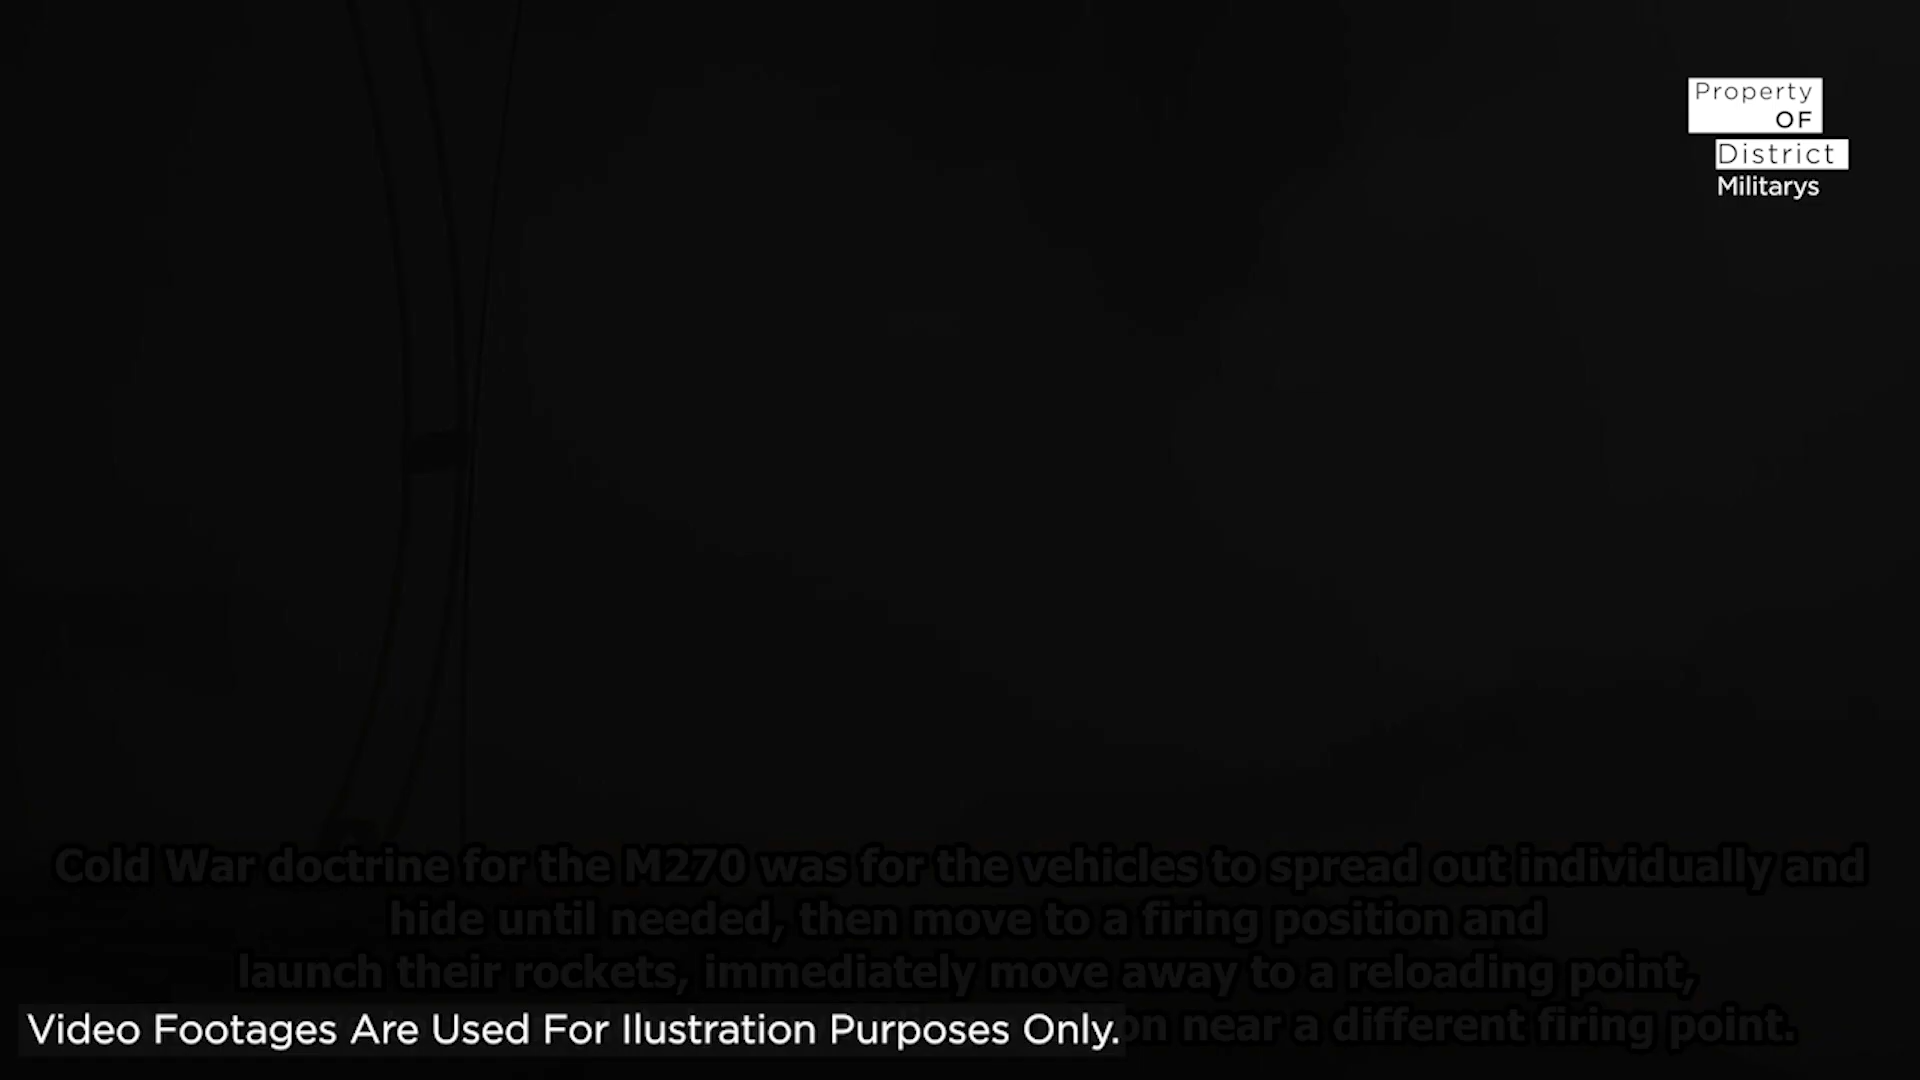 Property
OF
District
Militarys
Cold War doctrine for the M270 was for the vehicles to spread out individually and
hide until needed, then move to a firing position and
launch their rockets, immediately move away to a reloading point,
near a different firing point.
Video Footages Are Used For Ilustration Purposes Only.